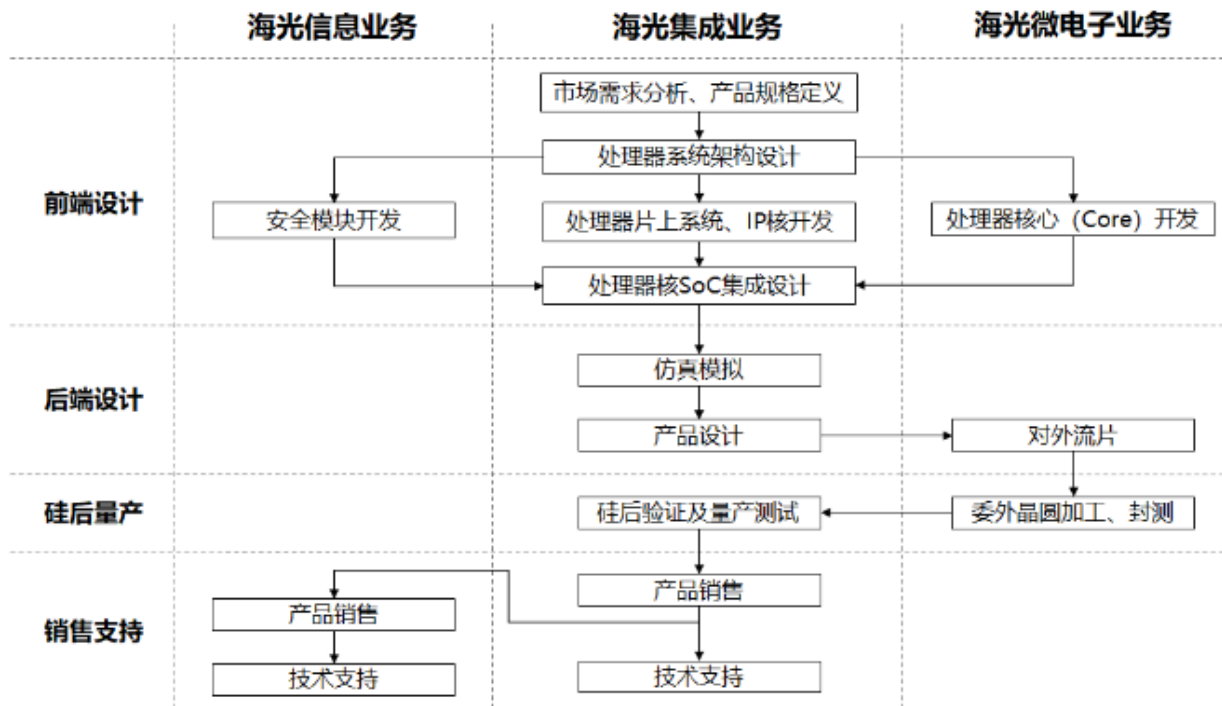 海光信息业务
海光集成业务
海光微电子业务
前端设计
市场需求分析、产品规格定义
处理器系统架构设计
安全模块开发
处理器片上系统、IP核开发
处理器核心（Core）开发
处理器核SoC集成设计
后端设计
仿真模拟
产品设计
对外流片
硅后量产
硅后验证及量产测试
委外晶圆加工、封测
销售支持
产品销售
产品销售
技术支持
技术支持